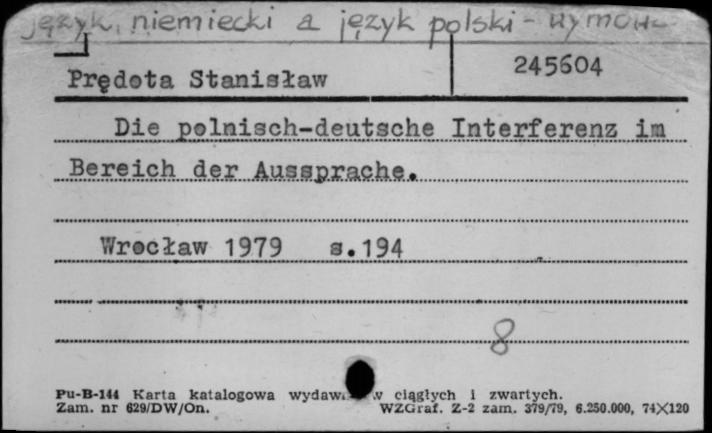 język niemiecki a język polski - wymowa
245604
Prędota Stanisław
Die polnisch-deutsche Interferenz im
Bereich der Aussprache.
Wrocław 1979 s.194
8
Pu-B-144 Karta katalogowa ciągłych i zwartych.
Zam. nr 629/DW/On. WZGraf. Z-2 zam. 379/79, 6.250.000, 74X120